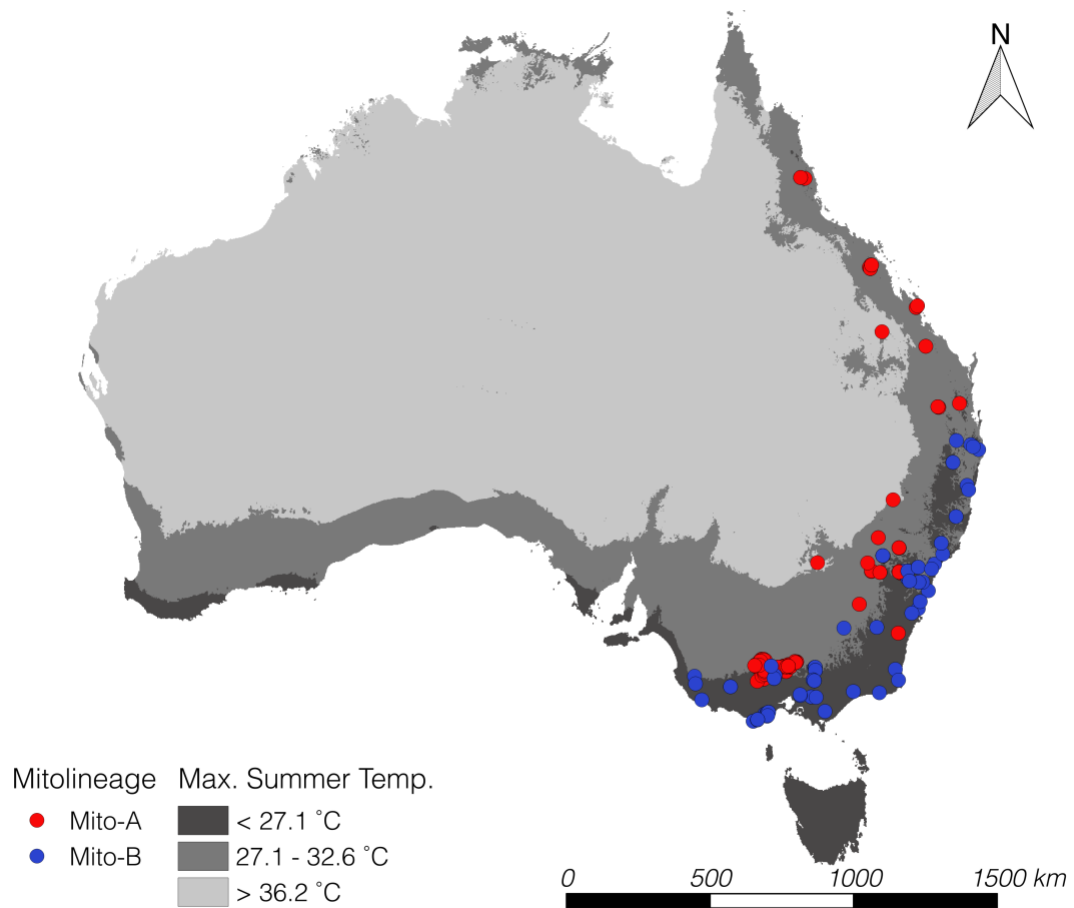 N
Mitolineage Max. Summer Temp.
Mito-A < 27.1 ˚C
Mito-B 27.1 - 32.6 ˚C
> 36.2 ˚C
0 500 1000 1500 km